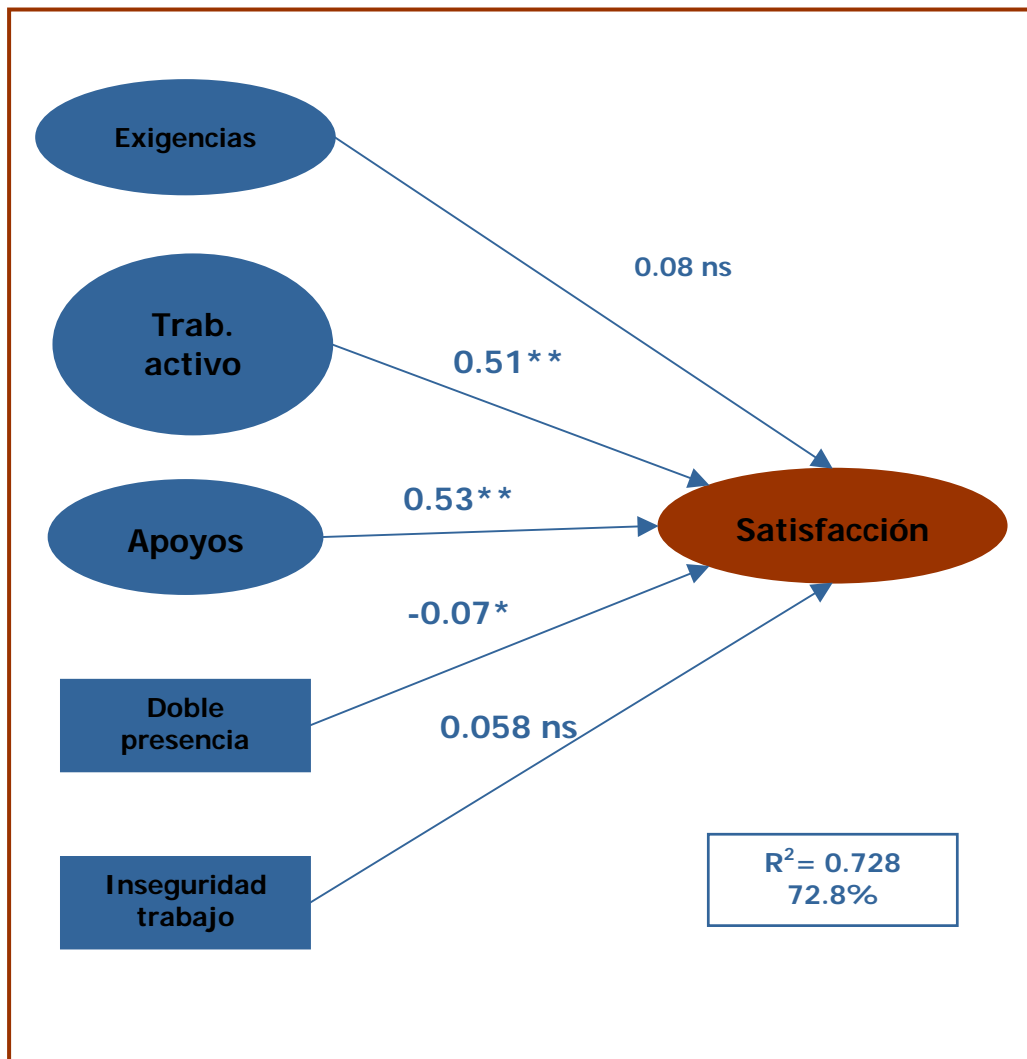 Exigencias
0.08 ns
Trab.
activo
0.51**
Apoyos
0.53**
Satisfacción
-0.07*
Doble
presencia
0.058 ns
Inseguridad
trabajo
R²= 0.728
72.8%